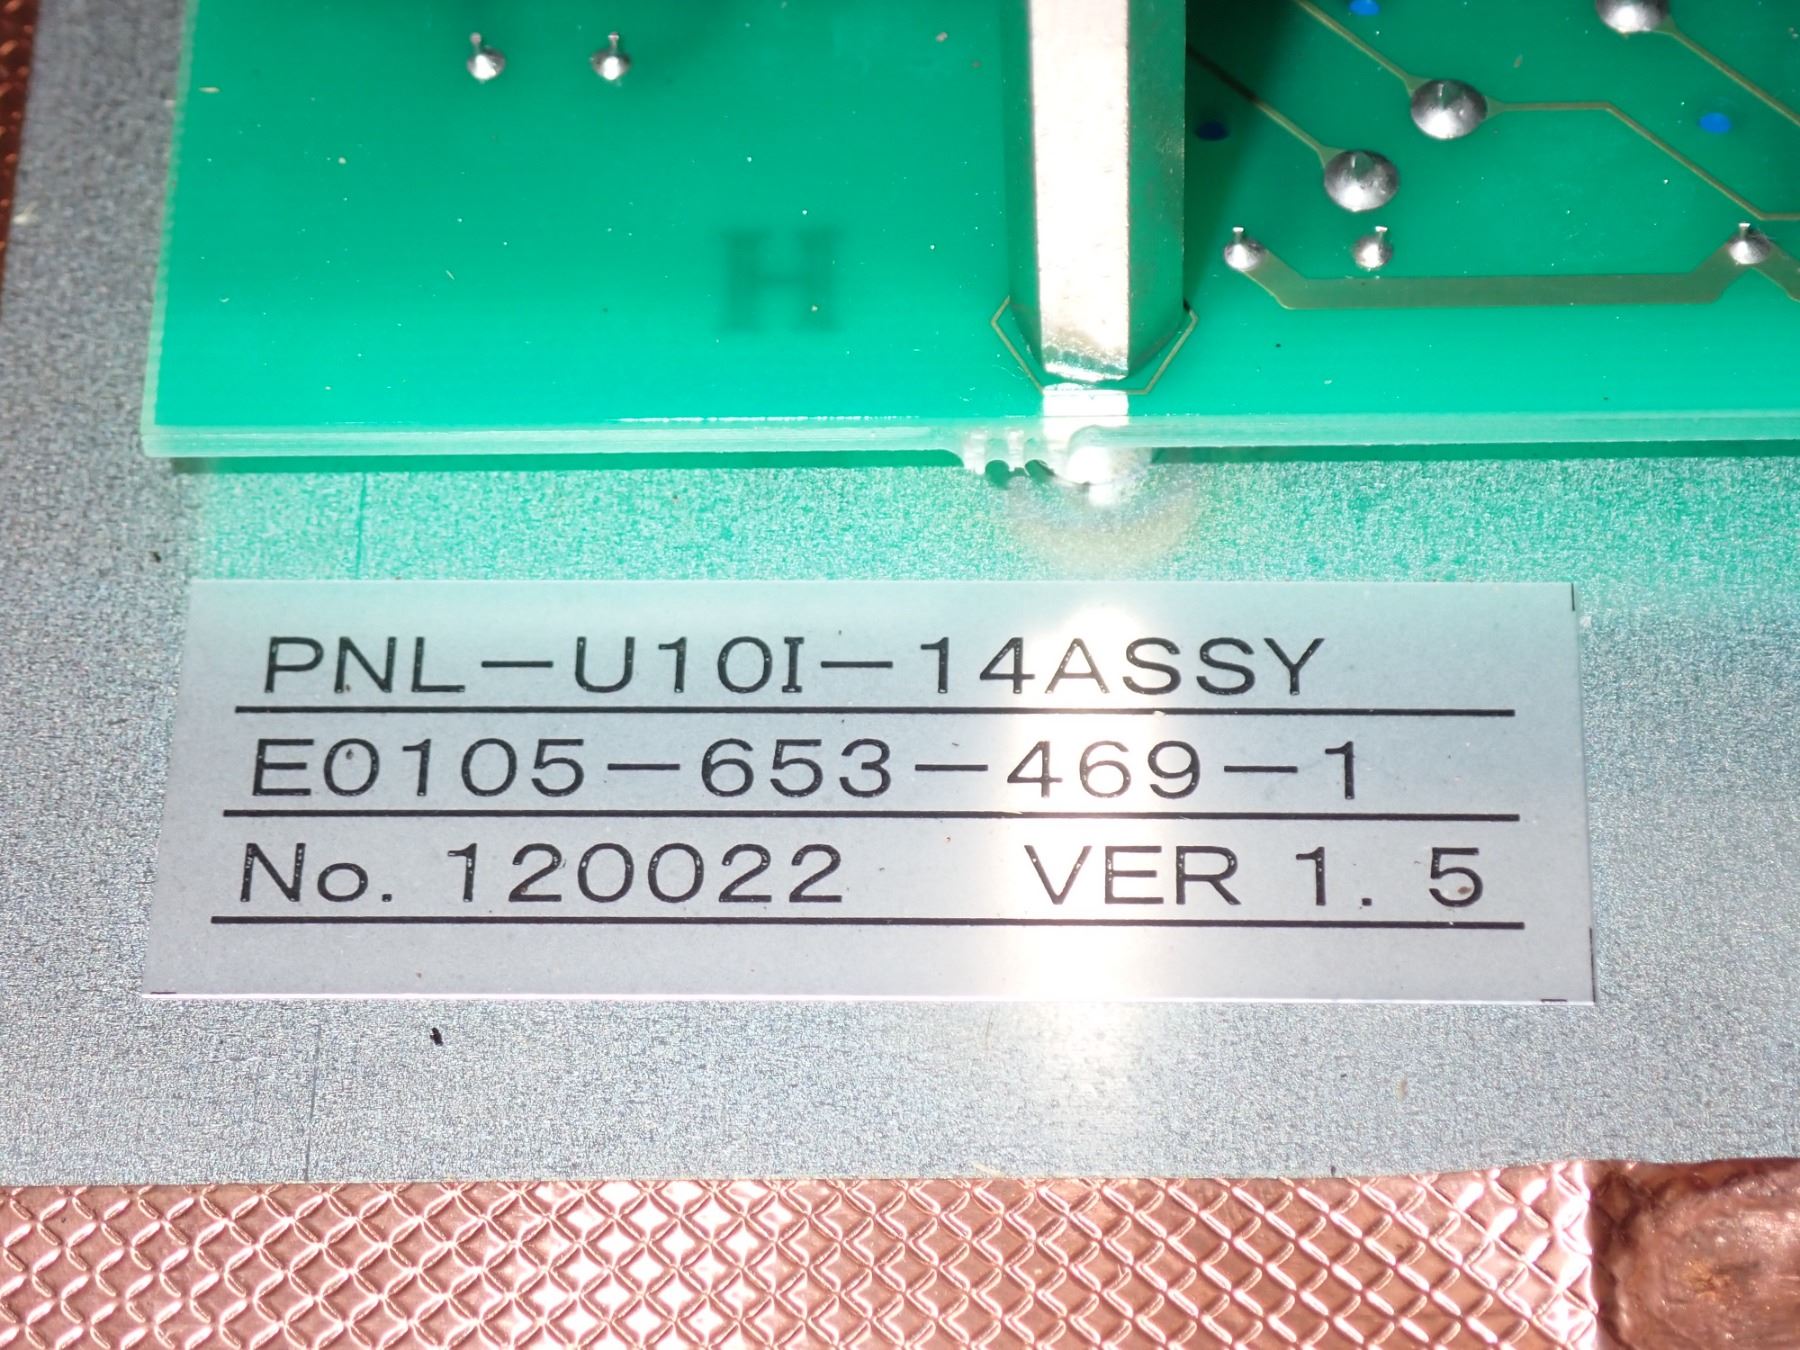 H
PNL-U10I-14ASSY
E0105-653-469-1
No. 120022 VER 1. 5